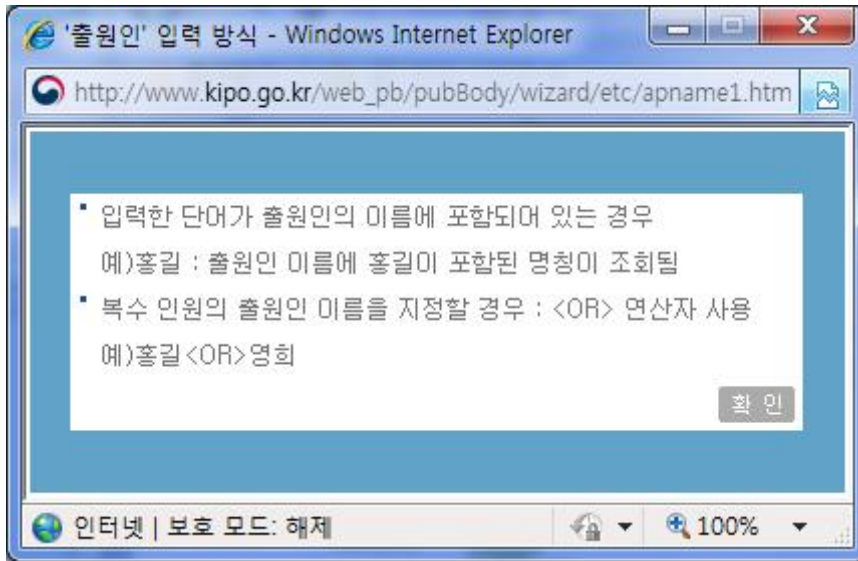 '출원인' 입력 방식 - Windows Internet Explorer
http://www.kipo.go.kr/web_pb/pubBody/wizard/etc/apname1.htm
입력한 단어가 출원인의 이름에 포함되어 있는 경우
예)홍길 : 출원인 이름에 홍길이 포함된 명칭이 조회됨
복수 인원의 출원인 이름을 지정할 경우 : <OR> 연산자 사용
예)홍길<OR>영희
확 인
인터넷 | 보호 모드: 해제 100%